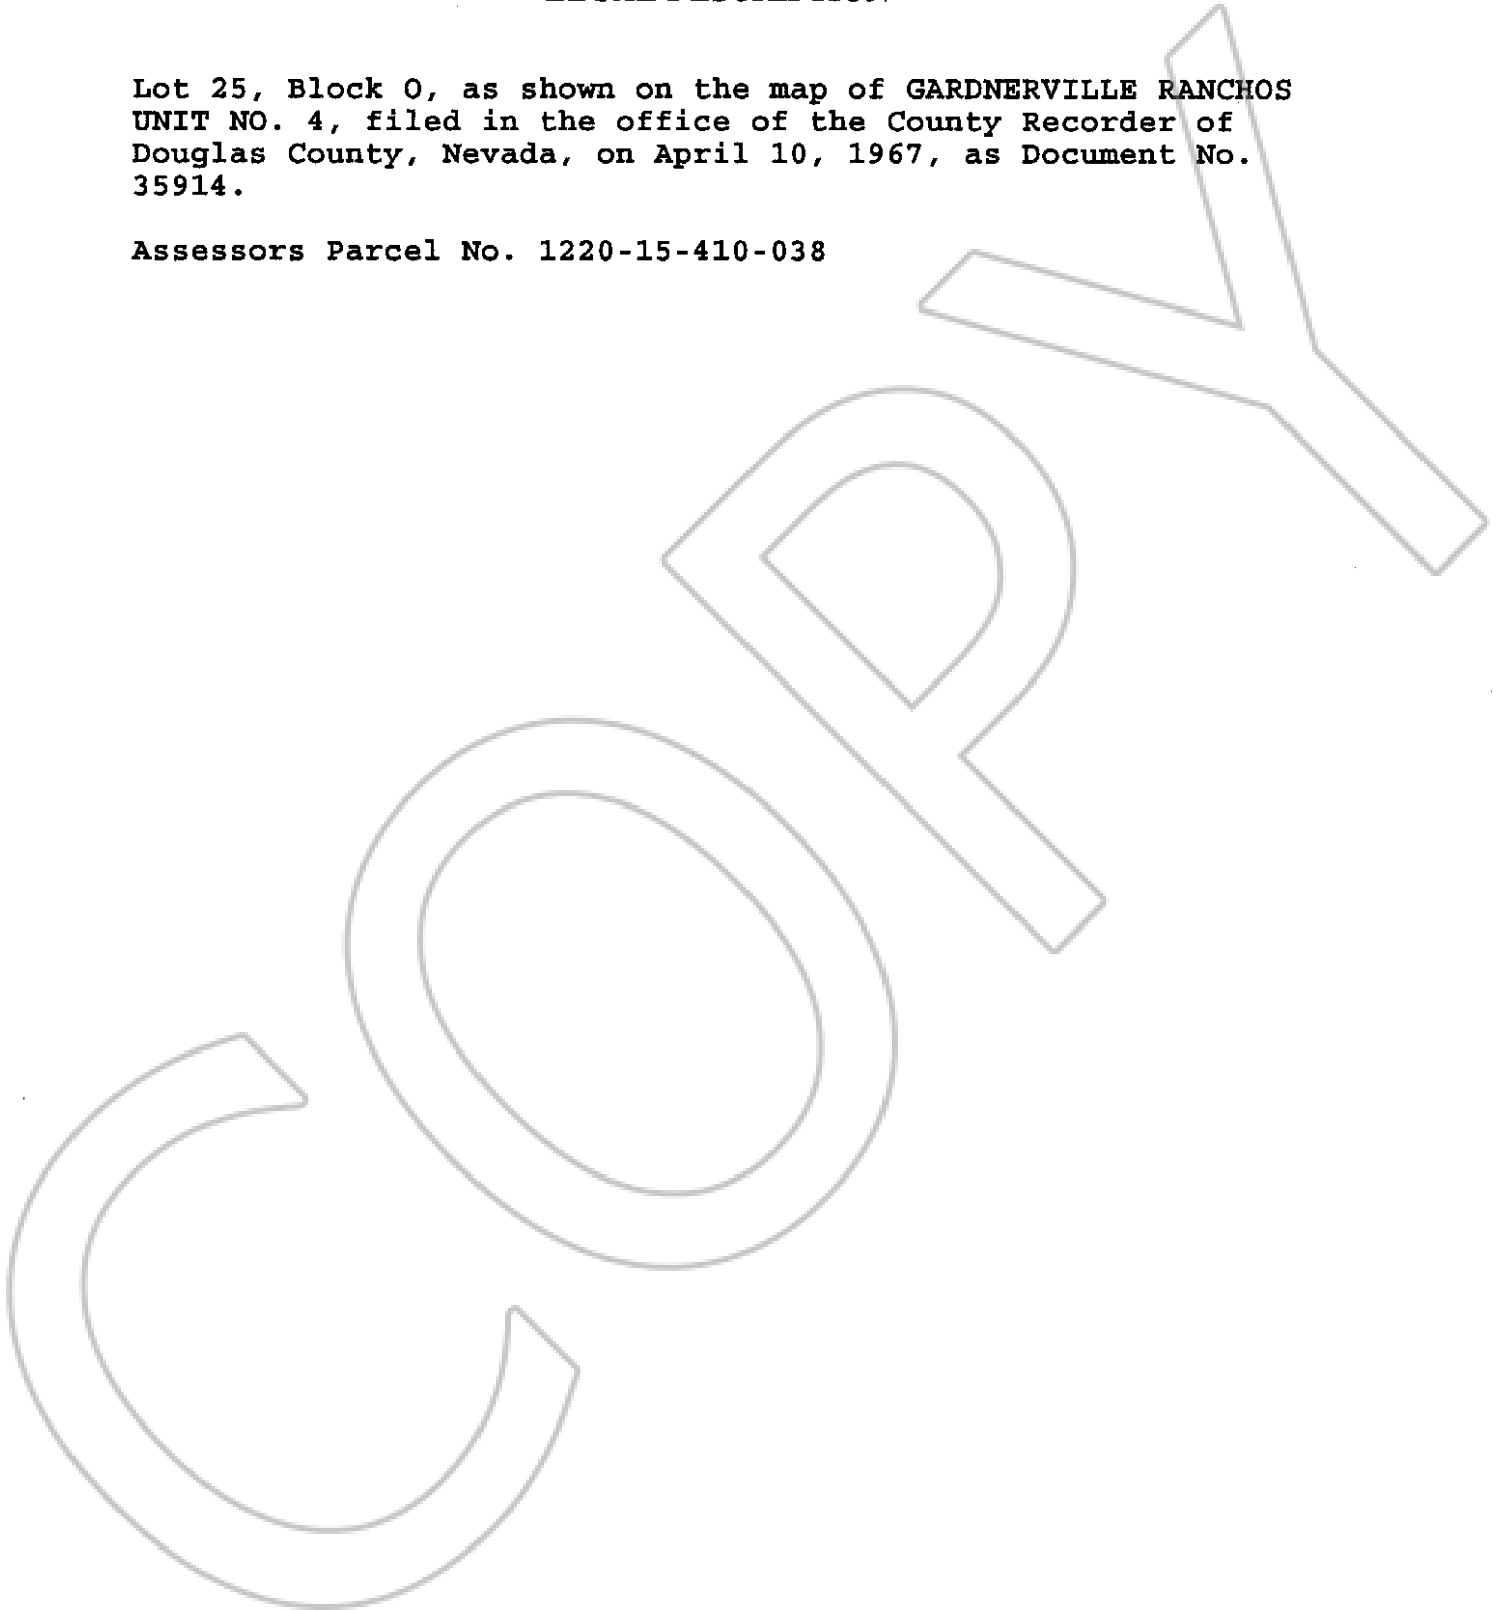 Lot 25, Block O, as shown on the map of GARDNERVILLE RANCHOS
UNIT NO. 4, filed in the office of the County Recorder of
Douglas County, Nevada, on April 10, 1967, as Document No.
35914.
Assessors Parcel No. 1220-15-410-038
COPY